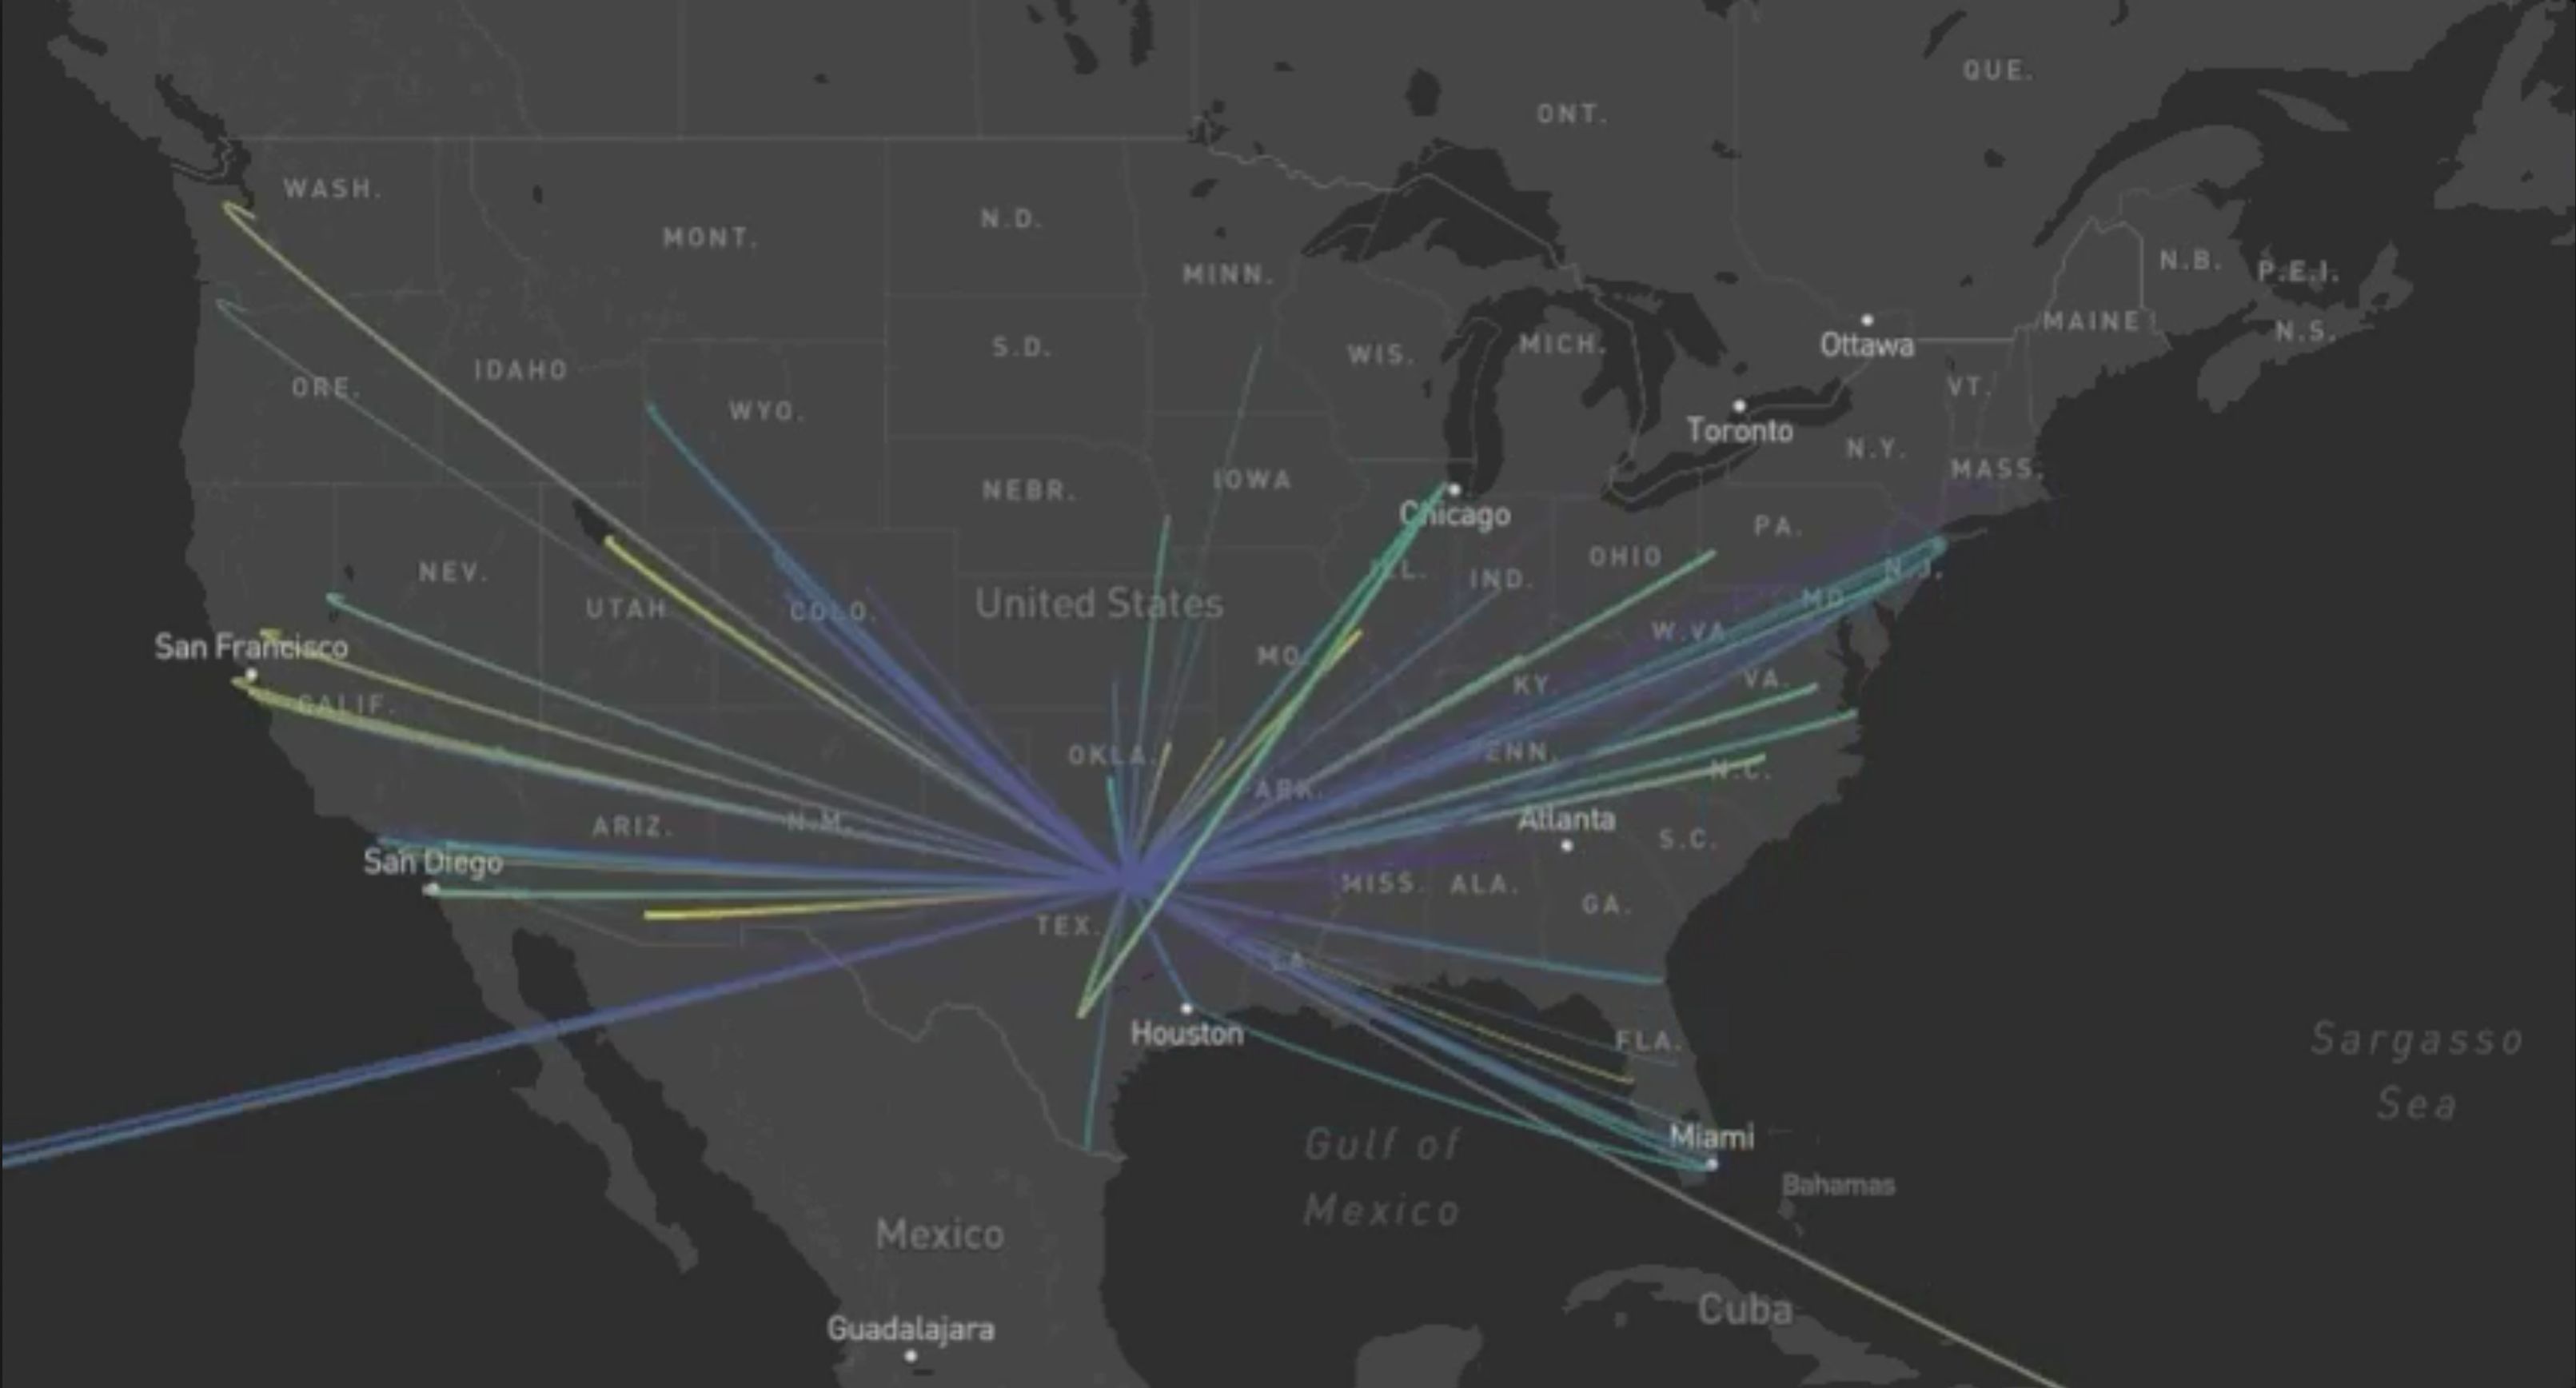 QUE.
ONT.
WASH.
N.D.
MONT.
MINN.
N.B.
P.E.I.
MAINE
N.S.
S.D.
WIS.
MICH.
Ottawa
IDAHO
ORE.
VT.
WYO.
Toronto
N.Y.
MASS.
IOWA
NEBR.
Chicago
PA.
OHIO
NEV.
ILL.
IND.
N.J.
UTAH
COLO.
United States
MD.
W.VA.
San Francisco
MO.
KY.
VA.
CALIF.
OKLA.
TENN.
N.C.
ARK.
ARIZ.
N.M.
Atlanta
S.C.
San Diego
MISS.
ALA.
GA.
TEX.
LA.
Houston
FLA.
Sargasso
Sea
Miami
Gulf of
Mexico
Bahamas
Mexico
Cuba
Guadalajara